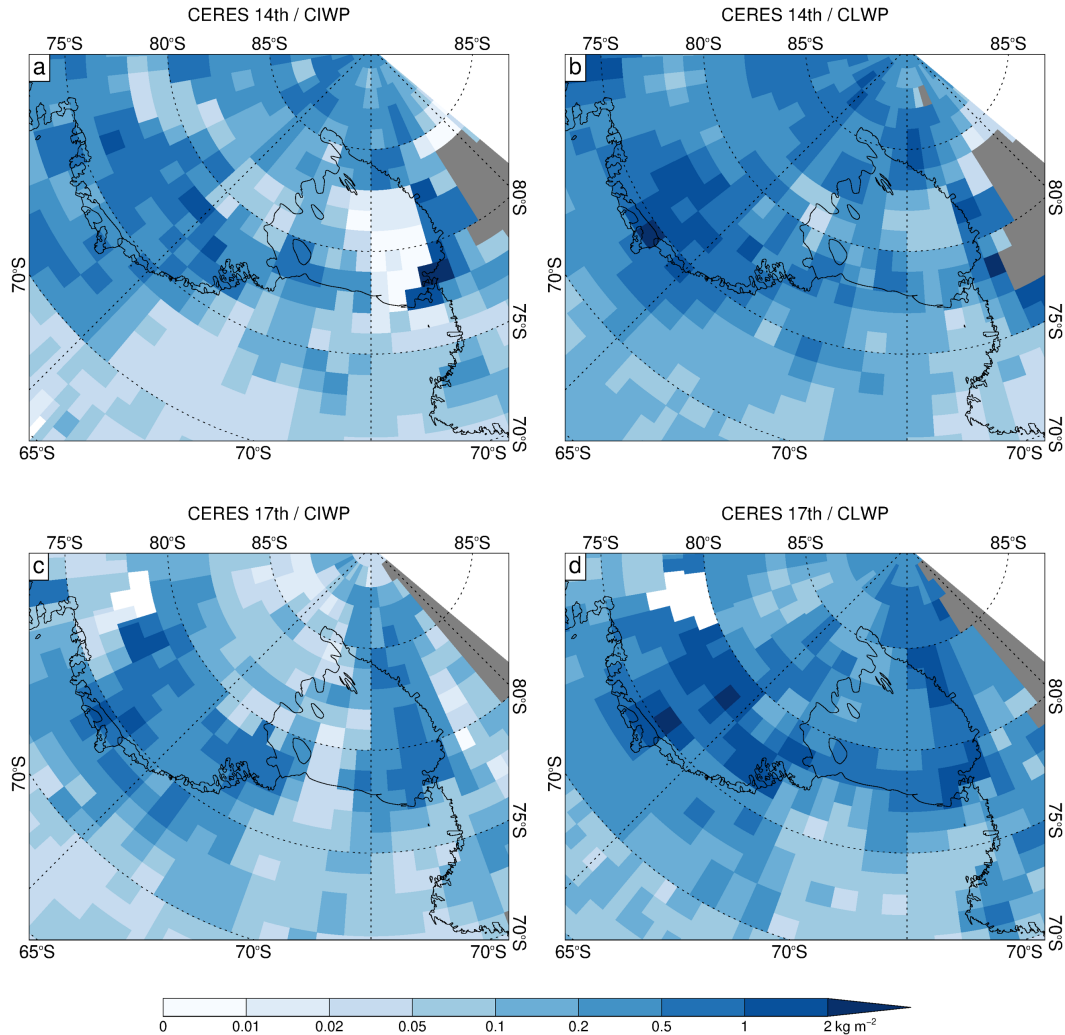 CERES 14th / CIWP
CERES 14th / CLWP
75°S 80°S 85°S 85°S
75°S 80°S 85°S 85°S
a
b
80°S
80°S
70°S
70°S
75°S
75°S
70°S
70°S
65°S 70°S 70°S
65°S 70°S 70°S
CERES 17th / CIWP
CERES 17th / CLWP
75°S 80°S 85°S 85°S
75°S 80°S 85°S 85°S
c
d
80°S
80°S
70°S
70°S
75°S
75°S
70°S
70°S
65°S 70°S 70°S
65°S 70°S 70°S
0 0.01 0.02 0.05 0.1 0.2 0.5 1 2 kg m⁻²